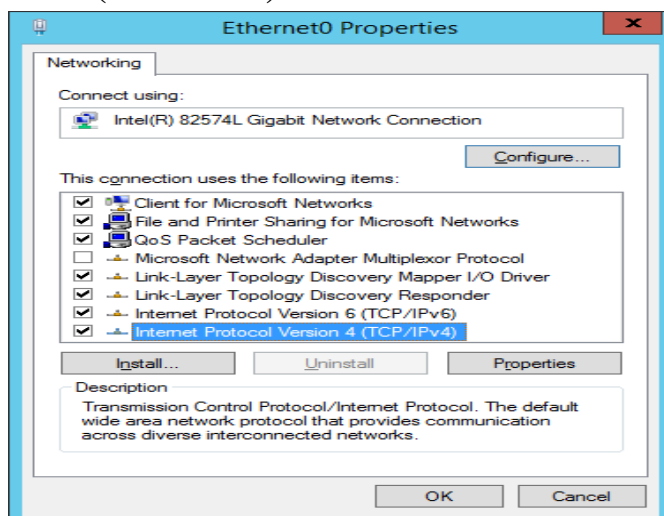 Ethernet0 Properties
Networking
Connect using:
Intel(R) 82574L Gigabit Network Connection
Configure...
This connection uses the following items:
Client for Microsoft Networks
File and Printer Sharing for Microsoft Networks
QoS Packet Scheduler
Microsoft Network Adapter Multiplexor Protocol
Link-Layer Topology Discovery Mapper I/O Driver
Link-Layer Topology Discovery Responder
Internet Protocol Version 6 (TCP/IPv6)
Internet Protocol Version 4 (TCP/IPv4)
Install... Uninstall Properties
Description
Transmission Control Protocol/Internet Protocol. The default
wide area network protocol that provides communication
across diverse interconnected networks.
OK Cancel